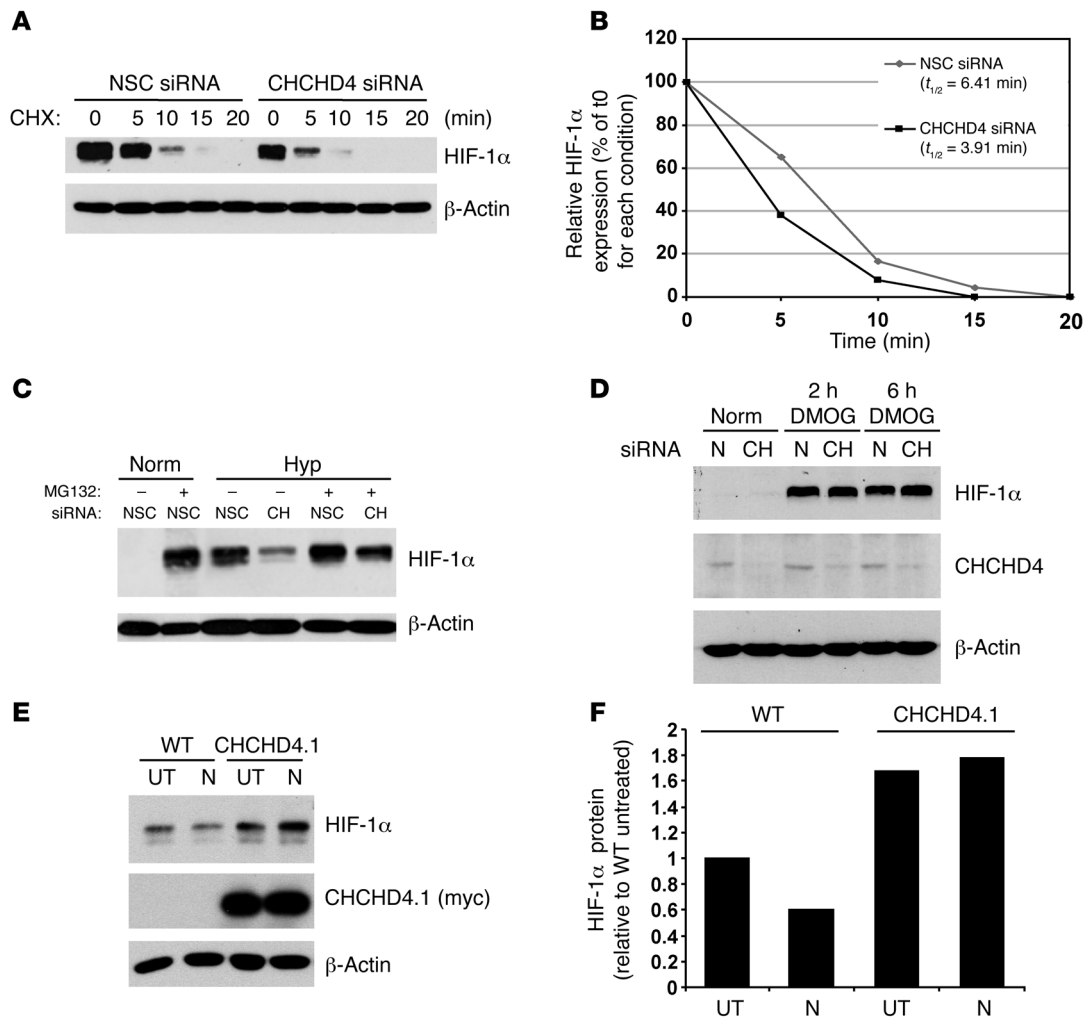 A
NSC siRNA CHCHD4 siRNA
CHX: 0 5 10 15 20 0 5 10 15 20 (min)
HIF-1α
β-Actin
B
Relative HIF-1α
expression (% of t0
for each condition)
120
100
80
60
40
20
0
0 5 10 15 20
Time (min)
NSC siRNA
(t1/2 = 6.41 min)
CHCHD4 siRNA
(t1/2 = 3.91 min)
C
Norm Hyp
MG132: – + – – + +
siRNA: NSC NSC NSC CH NSC CH
HIF-1α
β-Actin
D
2 h 6 h
Norm DMOG DMOG
siRNA N CH N CH N CH
HIF-1α
CHCHD4
β-Actin
E
WT CHCHD4.1
UT N UT N
HIF-1α
CHCHD4.1 (myc)
β-Actin
F
WT CHCHD4.1
HIF-1α protein
(relative to WT untreated)
2
1.8
1.6
1.4
1.2
1
0.8
0.6
0.4
0.2
0
UT N UT N